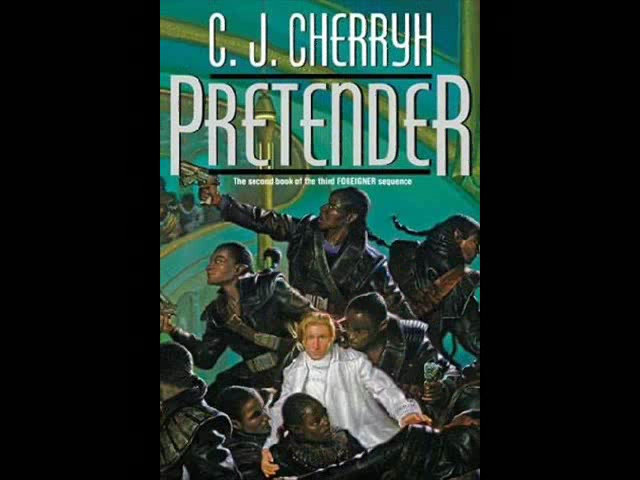 C. J. CHERRYH
PRETENDER
The second book of the third FOREIGNER sequence